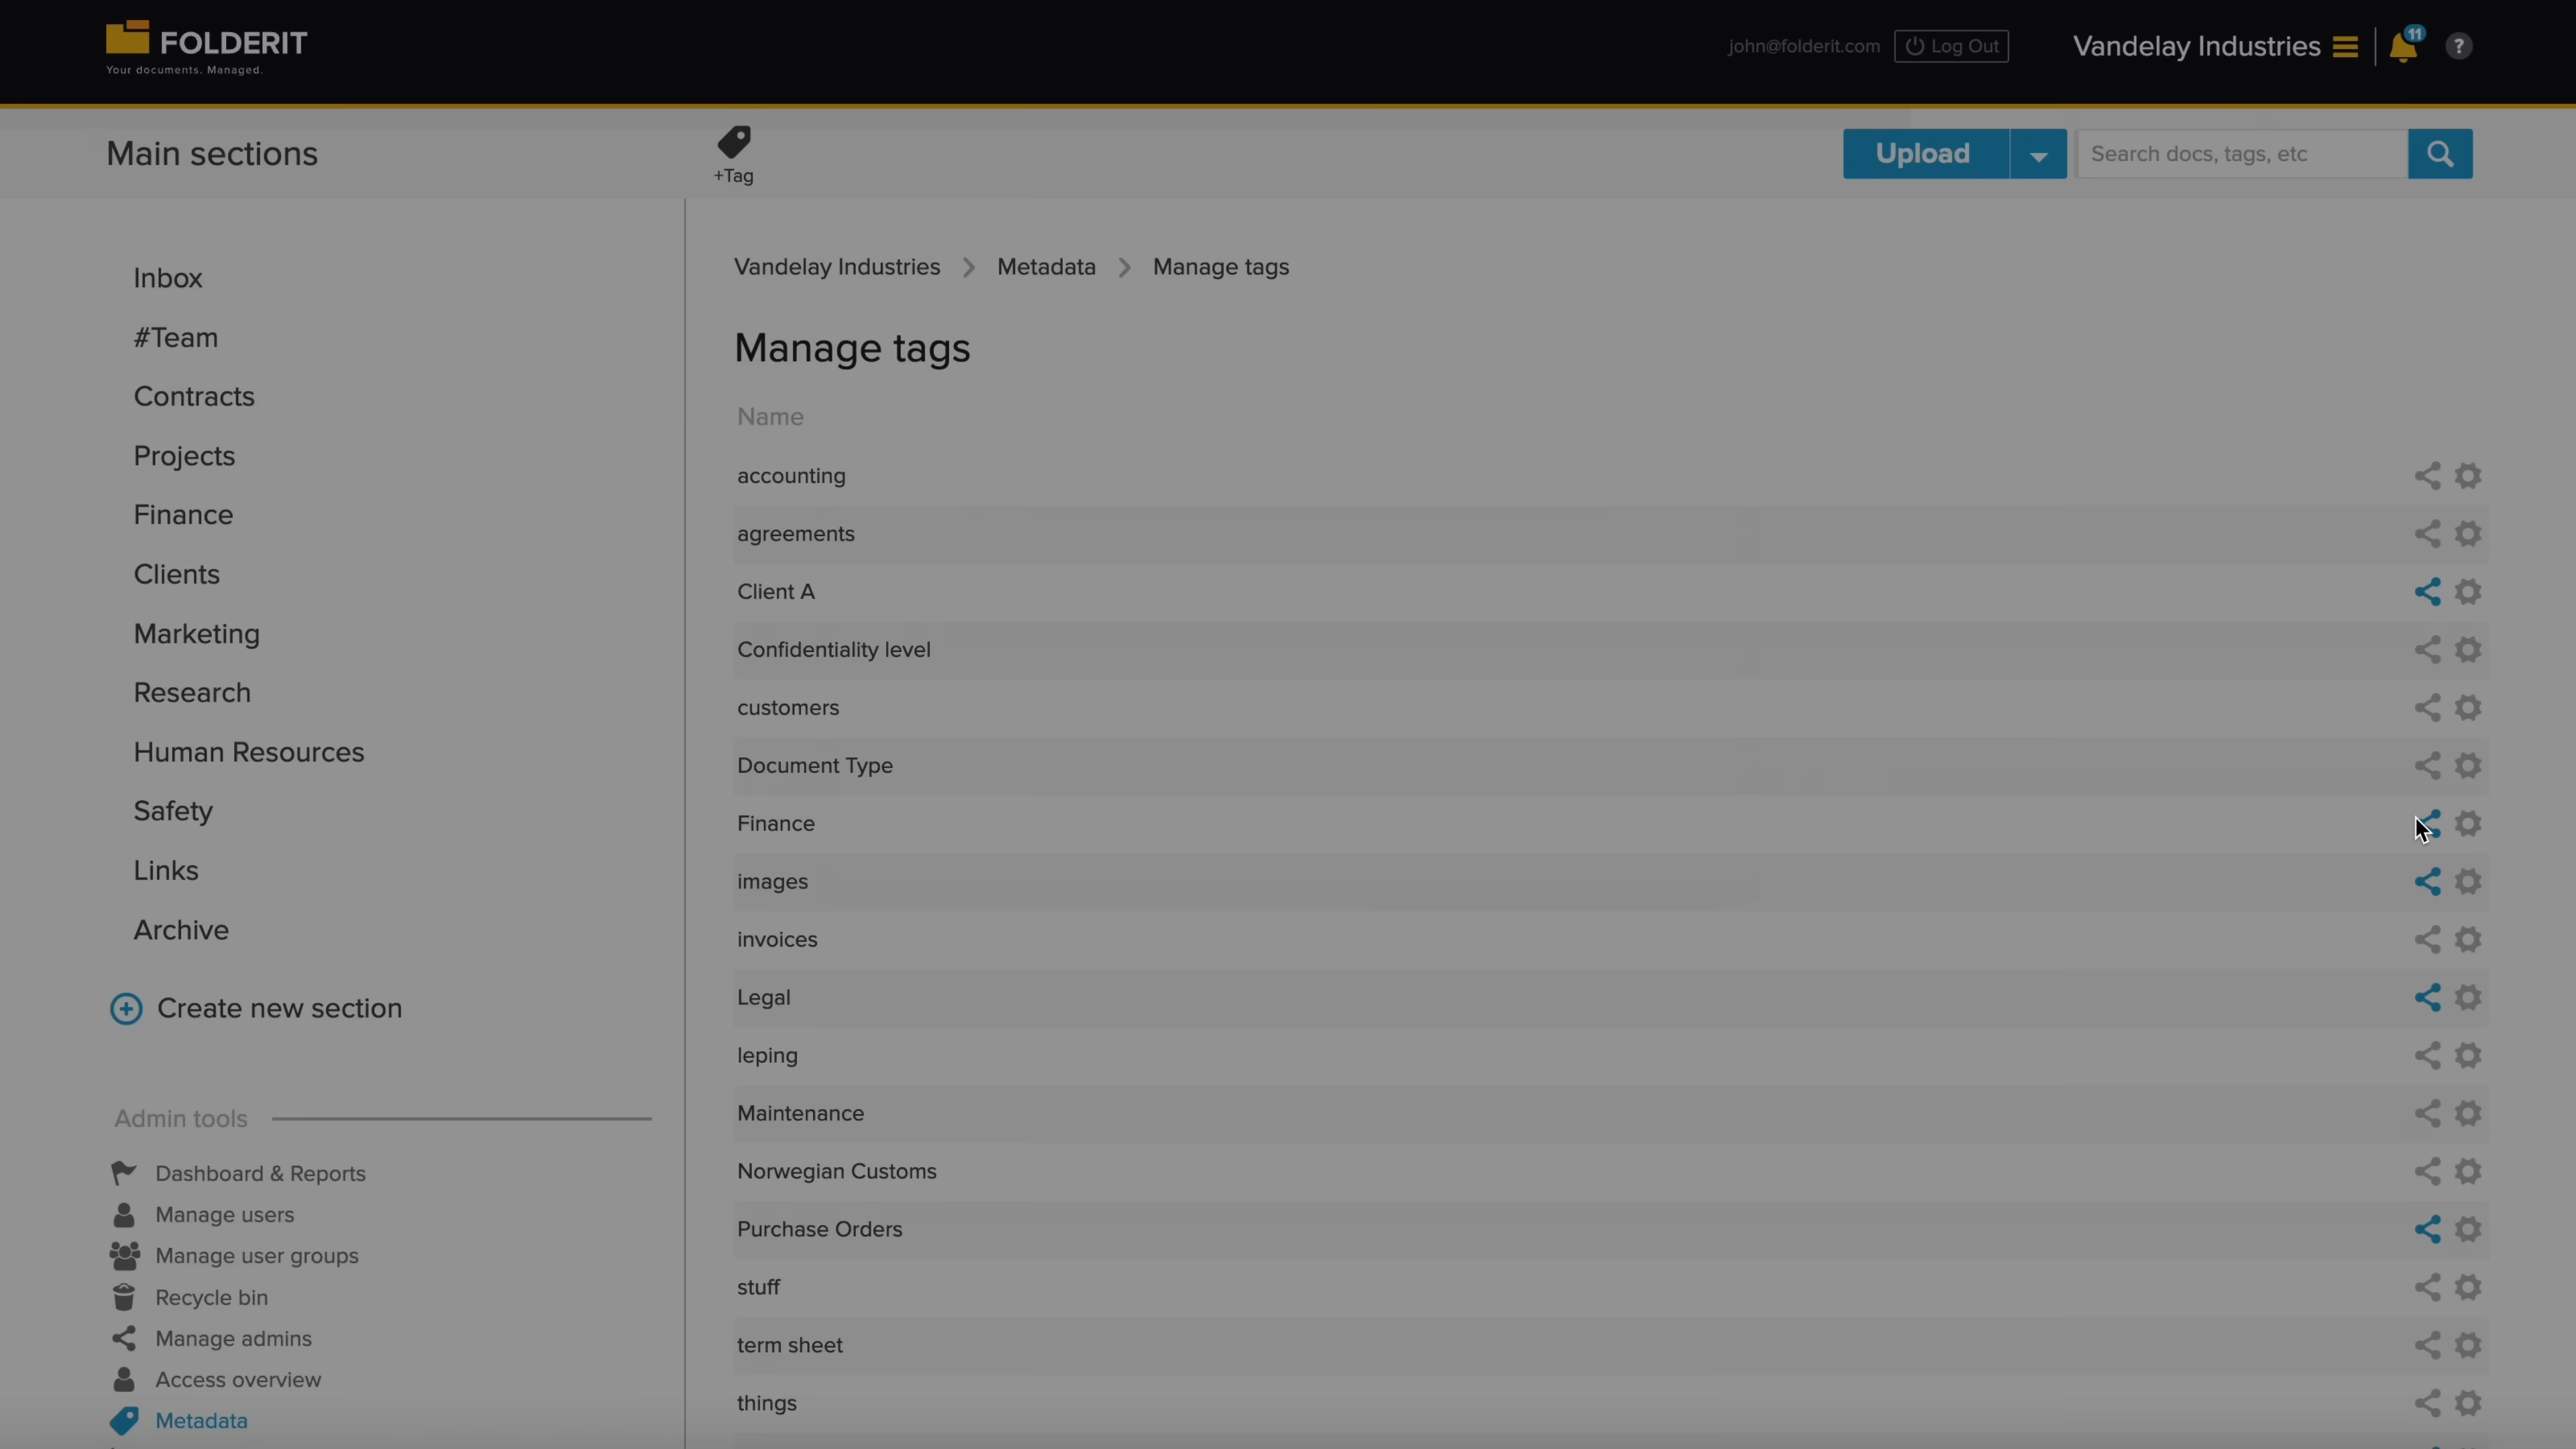 FOLDERIT
Your documents. Managed.
john@folderit.com
Log Out
Vandelay Industries
11
?
Main sections
+Tag
Upload
Search docs, tags, etc
Inbox
#Team
Contracts
Projects
Finance
Clients
Marketing
Research
Human Resources
Safety
Links
Archive
Create new section
Admin tools
Dashboard & Reports
Manage users
Manage user groups
Recycle bin
Manage admins
Access overview
Metadata
Vandelay Industries > Metadata > Manage tags
Manage tags
Name
accounting
agreements
Client A
Confidentiality level
customers
Document Type
Finance
images
invoices
Legal
leping
Maintenance
Norwegian Customs
Purchase Orders
stuff
term sheet
things